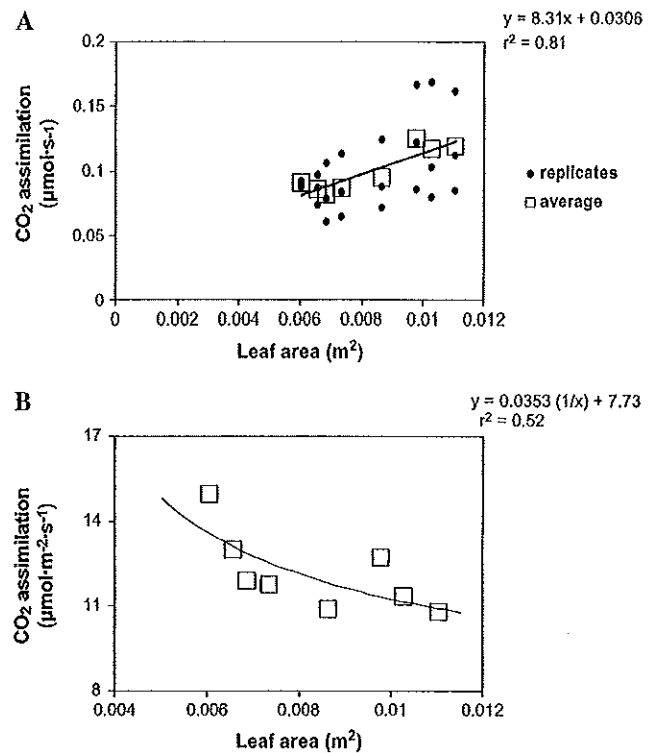 A
y = 8.31x + 0.0306
r² = 0.81
CO₂ assimilation
(µmol·s-1)
0.2
0.15
0.1
0.05
0
0
0.002
0.004
0.006
0.008
0.01
0.012
Leaf area (m²)
replicates
average
B
y = 0.0353 (1/x) + 7.73
r² = 0.52
CO₂ assimilation
(µmol·m⁻²·s⁻¹)
17
14
11
8
0.004
0.006
0.008
0.01
0.012
Leaf area (m²)